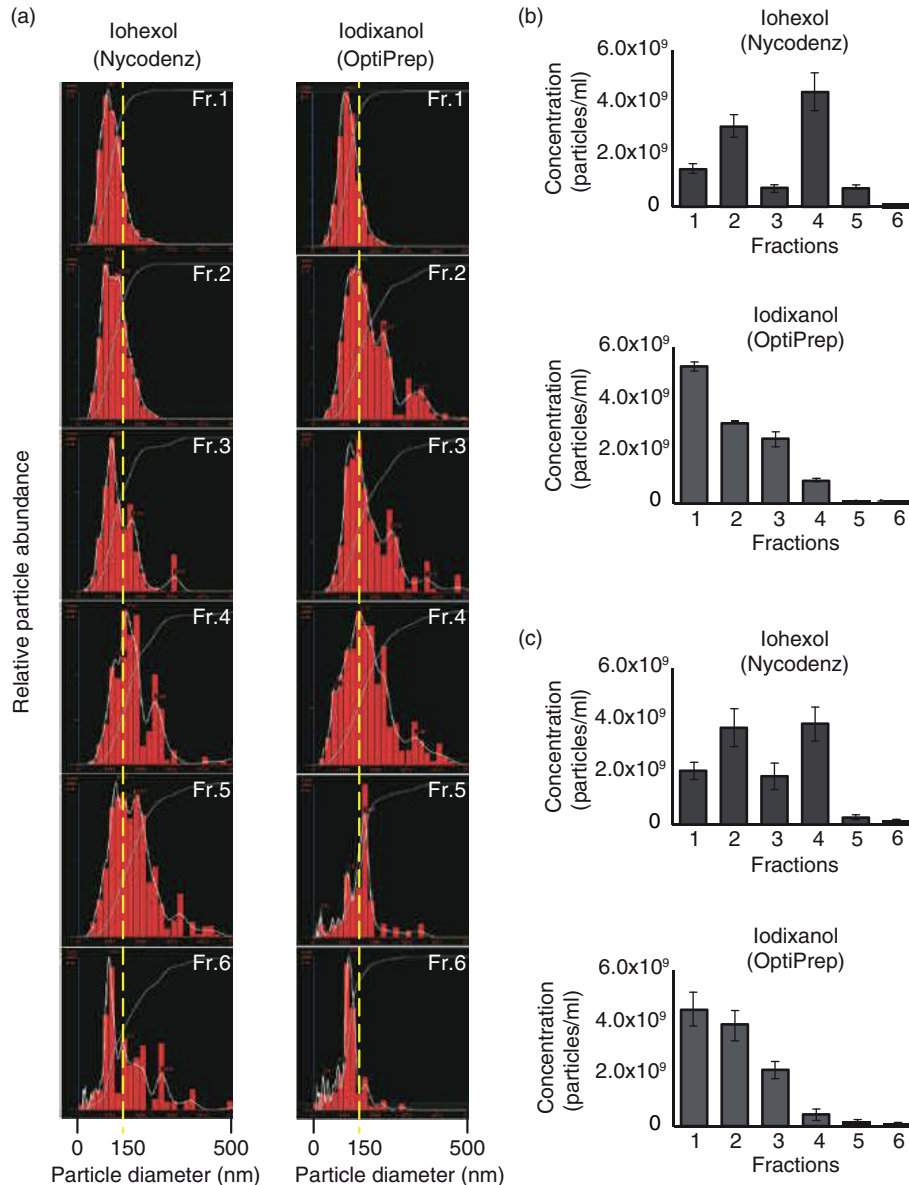 (a)
Iohexol
(Nycodenz)
Iodixanol
(OptiPrep)
Relative particle abundance
Fr.1
Fr.1
Fr.2
Fr.2
Fr.3
Fr.3
Fr.4
Fr.4
Fr.5
Fr.5
Fr.6
Fr.6
0 150 500
Particle diameter (nm)
0 150 500
Particle diameter (nm)
(b)
Iohexol
(Nycodenz)
Concentration
(particles/ml)
6.0x10⁹
4.0x10⁹
2.0x10⁹
0
1 2 3 4 5 6
Fractions
Iodixanol
(OptiPrep)
Concentration
(particles/ml)
6.0x10⁹
4.0x10⁹
2.0x10⁹
0
1 2 3 4 5 6
Fractions
(c)
Iohexol
(Nycodenz)
Concentration
(particles/ml)
6.0x10⁹
4.0x10⁹
2.0x10⁹
0
1 2 3 4 5 6
Fractions
Iodixanol
(OptiPrep)
Concentration
(particles/ml)
6.0x10⁹
4.0x10⁹
2.0x10⁹
0
1 2 3 4 5 6
Fractions